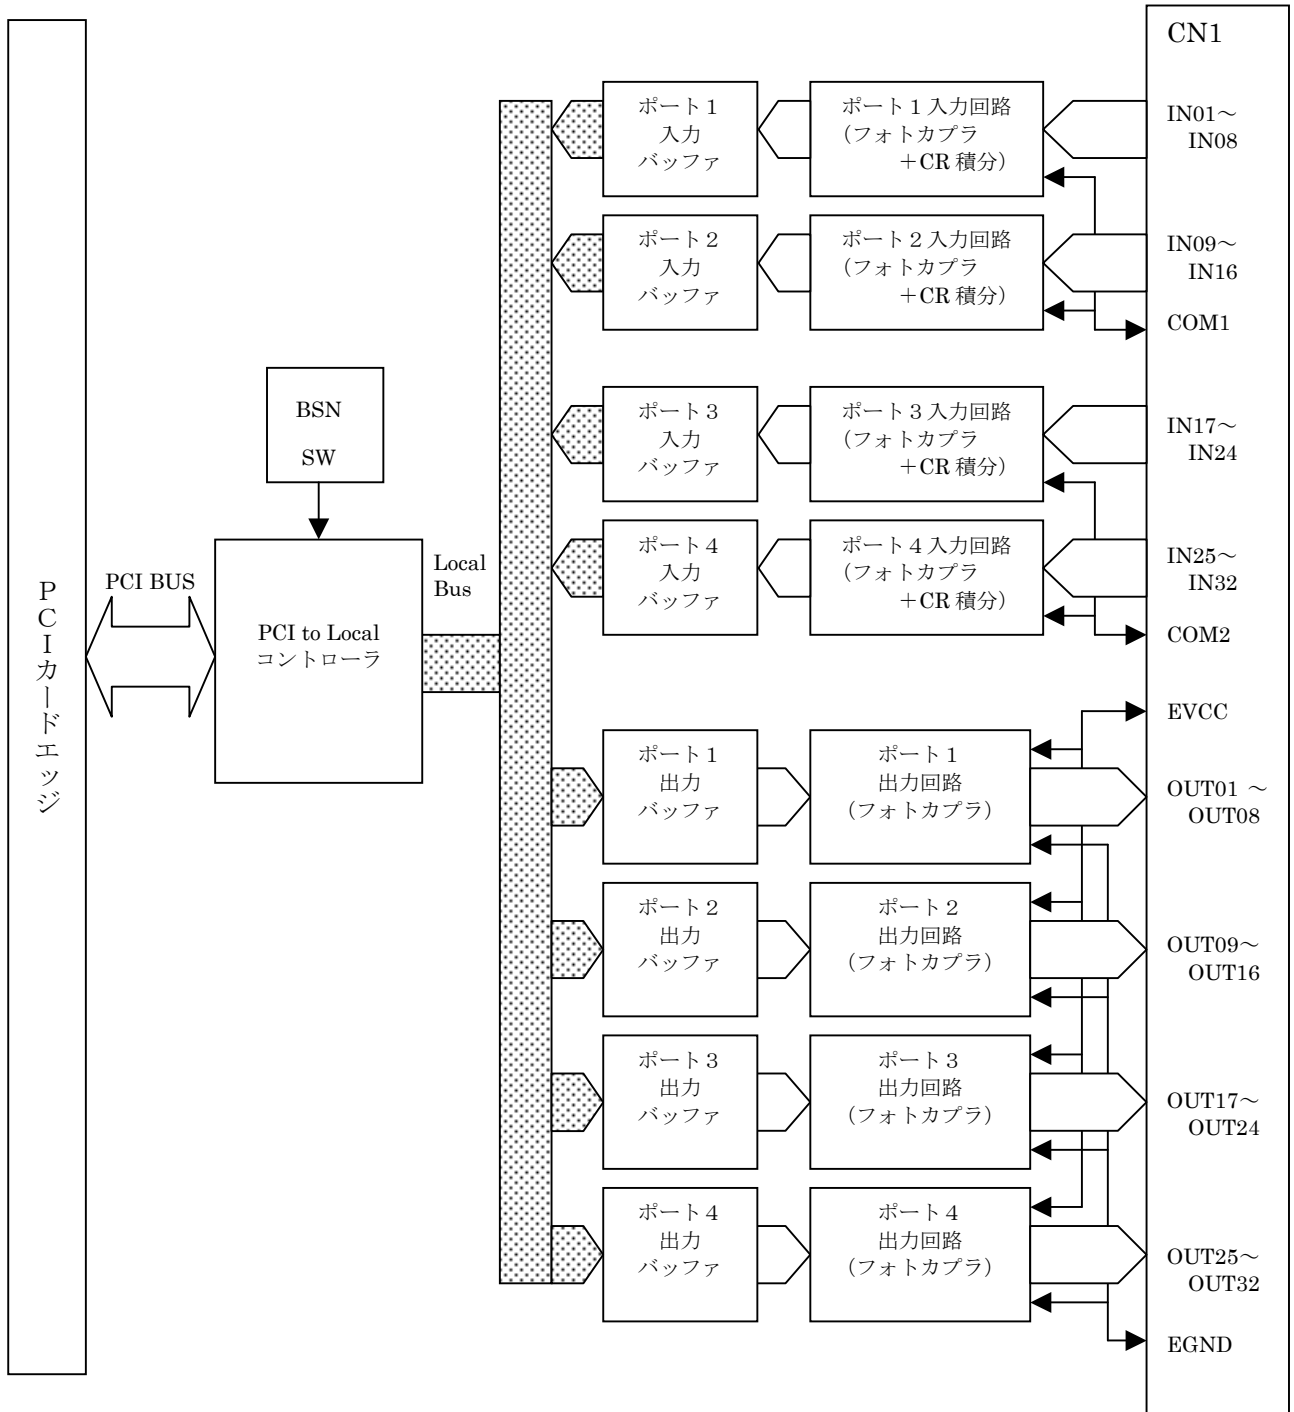 CN1
ポート1
入力
バッファ
ポート1入力回路
(フォトカプラ
+CR 積分)
IN01～
IN08
ポート2
入力
バッファ
ポート2入力回路
(フォトカプラ
+CR 積分)
IN09～
IN16
COM1
BSN
SW
ポート3
入力
バッファ
ポート3入力回路
(フォトカプラ
+CR 積分)
IN17～
IN24
ポート4
入力
バッファ
ポート4入力回路
(フォトカプラ
+CR 積分)
IN25～
IN32
COM2
PCIカードエッジ
PCI BUS
PCI to Local
コントローラ
Local
Bus
EVCC
ポート1
出力
バッファ
ポート1
出力回路
(フォトカプラ)
OUT01 ～
OUT08
ポート2
出力
バッファ
ポート2
出力回路
(フォトカプラ)
OUT09～
OUT16
ポート3
出力
バッファ
ポート3
出力回路
(フォトカプラ)
OUT17～
OUT24
ポート4
出力
バッファ
ポート4
出力回路
(フォトカプラ)
OUT25～
OUT32
EGND